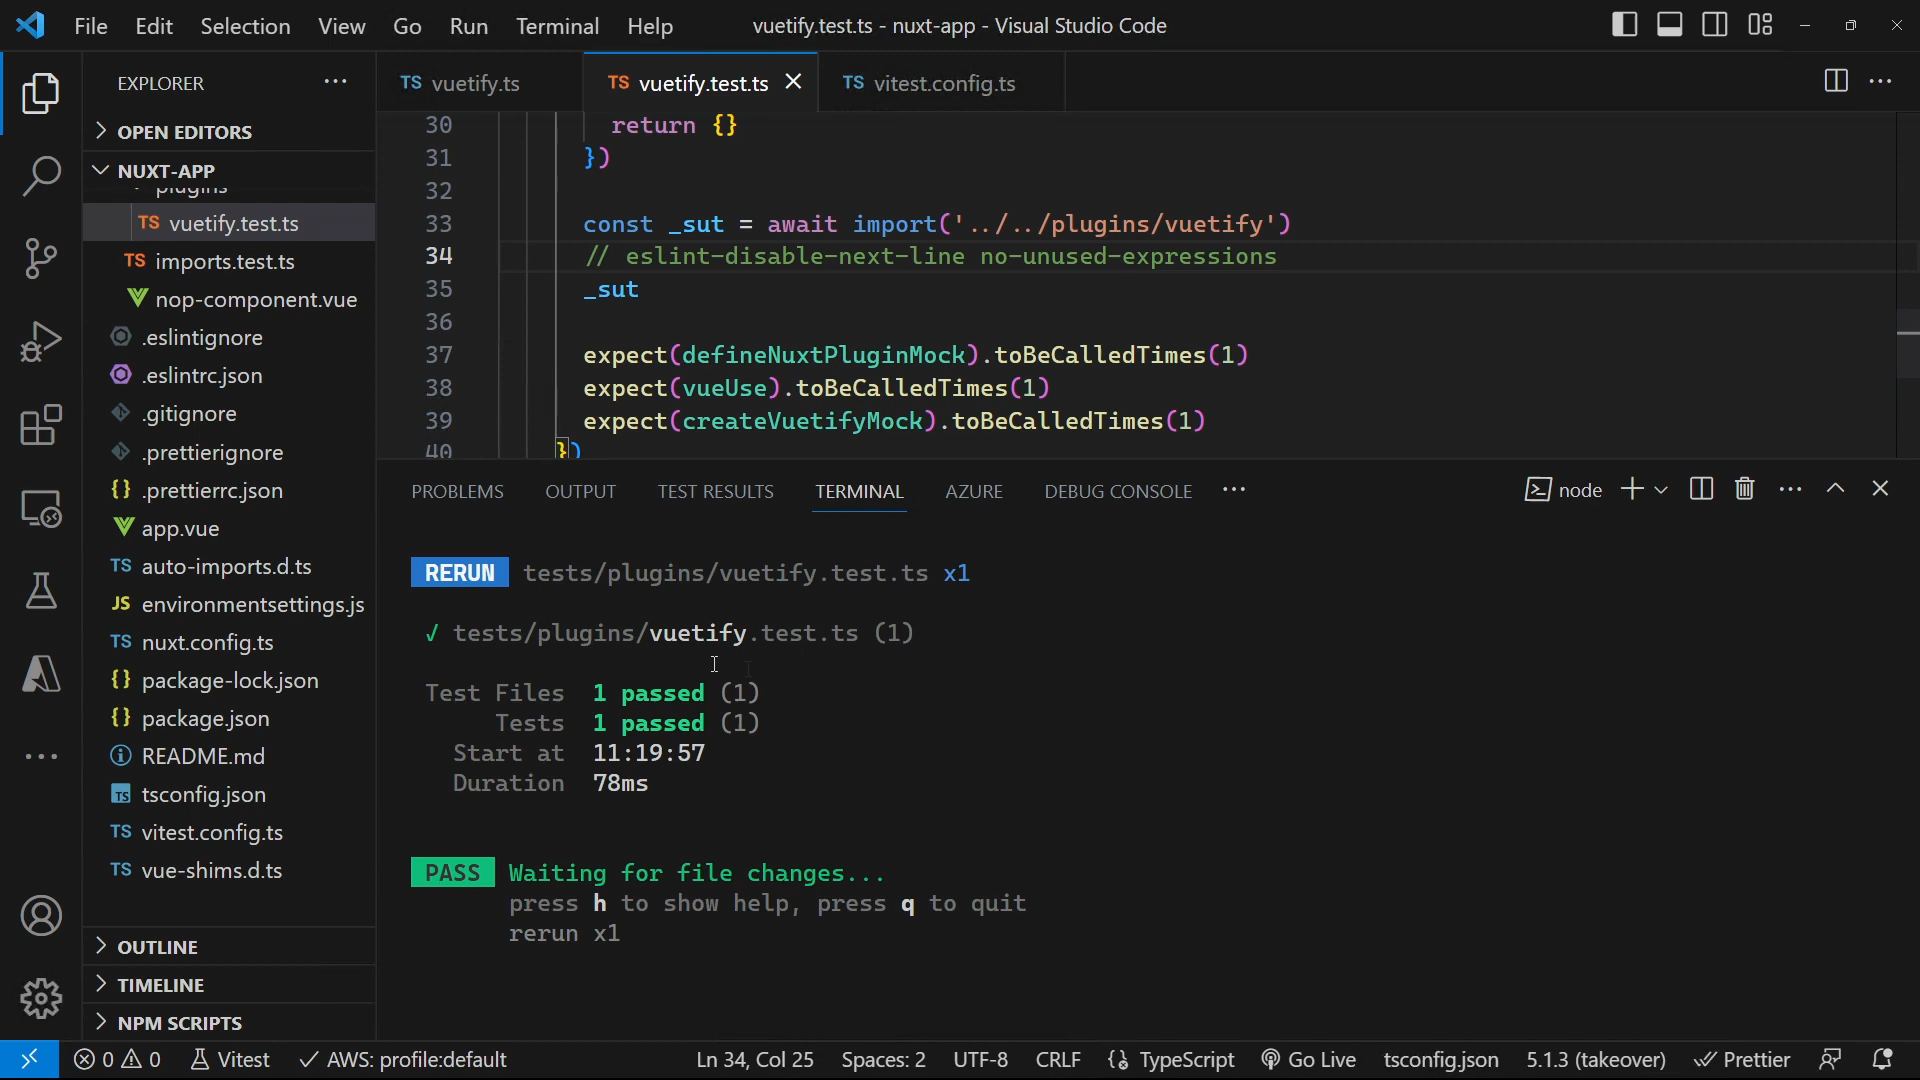 File Edit Selection View Go Run Terminal Help vuetify.test.ts - nuxt-app - Visual Studio Code
EXPLORER
OPEN EDITORS
NUXT-APP
plugins
TS vuetify.test.ts
TS imports.test.ts
nop-component.vue
.eslintignore
.eslintrc.json
.gitignore
.prettierignore
{} .prettierrc.json
app.vue
TS auto-imports.d.ts
JS environmentsettings.js
TS nuxt.config.ts
{} package-lock.json
{} package.json
README.md
TS tsconfig.json
TS vitest.config.ts
TS vue-shims.d.ts
OUTLINE
TIMELINE
NPM SCRIPTS
TS vuetify.ts TS vuetify.test.ts TS vitest.config.ts
30 return {}
31 })
32
33 const _sut = await import('../../plugins/vuetify')
34 // eslint-disable-next-line no-unused-expressions
35 _sut
36
37 expect(defineNuxtPluginMock).toBeCalledTimes(1)
38 expect(vueUse).toBeCalledTimes(1)
39 expect(createVuetifyMock).toBeCalledTimes(1)
40 })
PROBLEMS OUTPUT TEST RESULTS TERMINAL AZURE DEBUG CONSOLE ··· node
RERUN tests/plugins/vuetify.test.ts x1
√ tests/plugins/vuetify.test.ts (1)
Test Files 1 passed (1)
Tests 1 passed (1)
Start at 11:19:57
Duration 78ms
PASS Waiting for file changes...
press h to show help, press q to quit
rerun x1
0 0 Vitest AWS: profile:default Ln 34, Col 25 Spaces: 2 UTF-8 CRLF TypeScript Go Live tsconfig.json 5.1.3 (takeover) Prettier